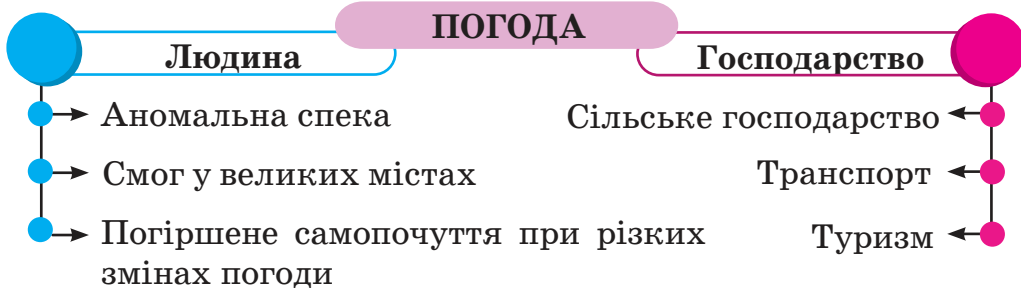 ПОГОДА
Людина
Аномальна спека
Смог у великих містах
Погіршене самопочуття при різких
змінах погоди
Господарство
Сільське господарство
Транспорт
Туризм